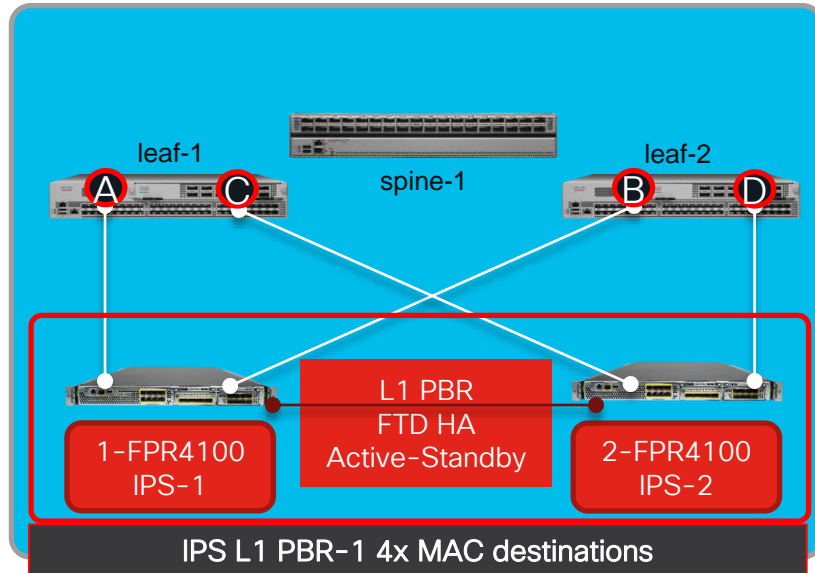 leaf-1
leaf-2
spine-1
A
C
B
D
L1 PBR
FTD HA
Active-Standby
1-FPR4100
IPS-1
2-FPR4100
IPS-2
IPS L1 PBR-1 4x MAC destinations